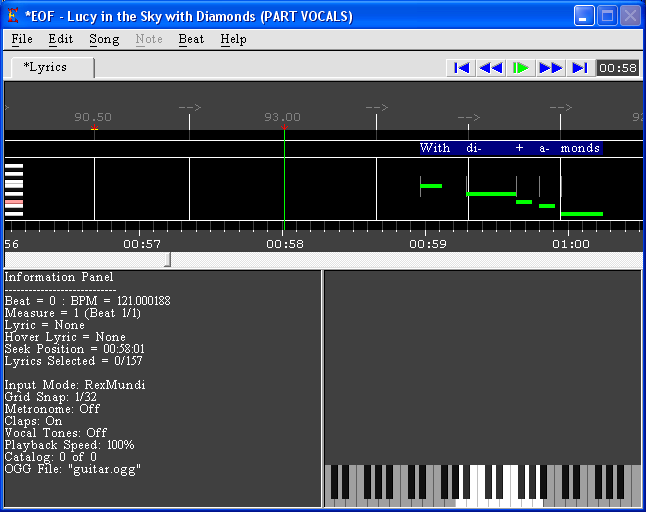 *EOF - Lucy in the Sky with Diamonds (PART VOCALS)
File Edit Song Note Beat Help
*Lyrics
00:58
--> --> --> -->
90.50 93.00
With di- + a- monds
56 00:57 00:58 00:59 01:00
Information Panel
----------------------------
Beat = 0 : BPM = 121.000188
Measure = 1 (Beat 1/1)
Lyric = None
Hover Lyric = None
Seek Position = 00:58:01
Lyrics Selected = 0/157
Input Mode: RexMundi
Grid Snap: 1/32
Metronome: Off
Claps: On
Vocal Tones: Off
Playback Speed: 100%
Catalog: 0 of 0
OGG File: "guitar.ogg"